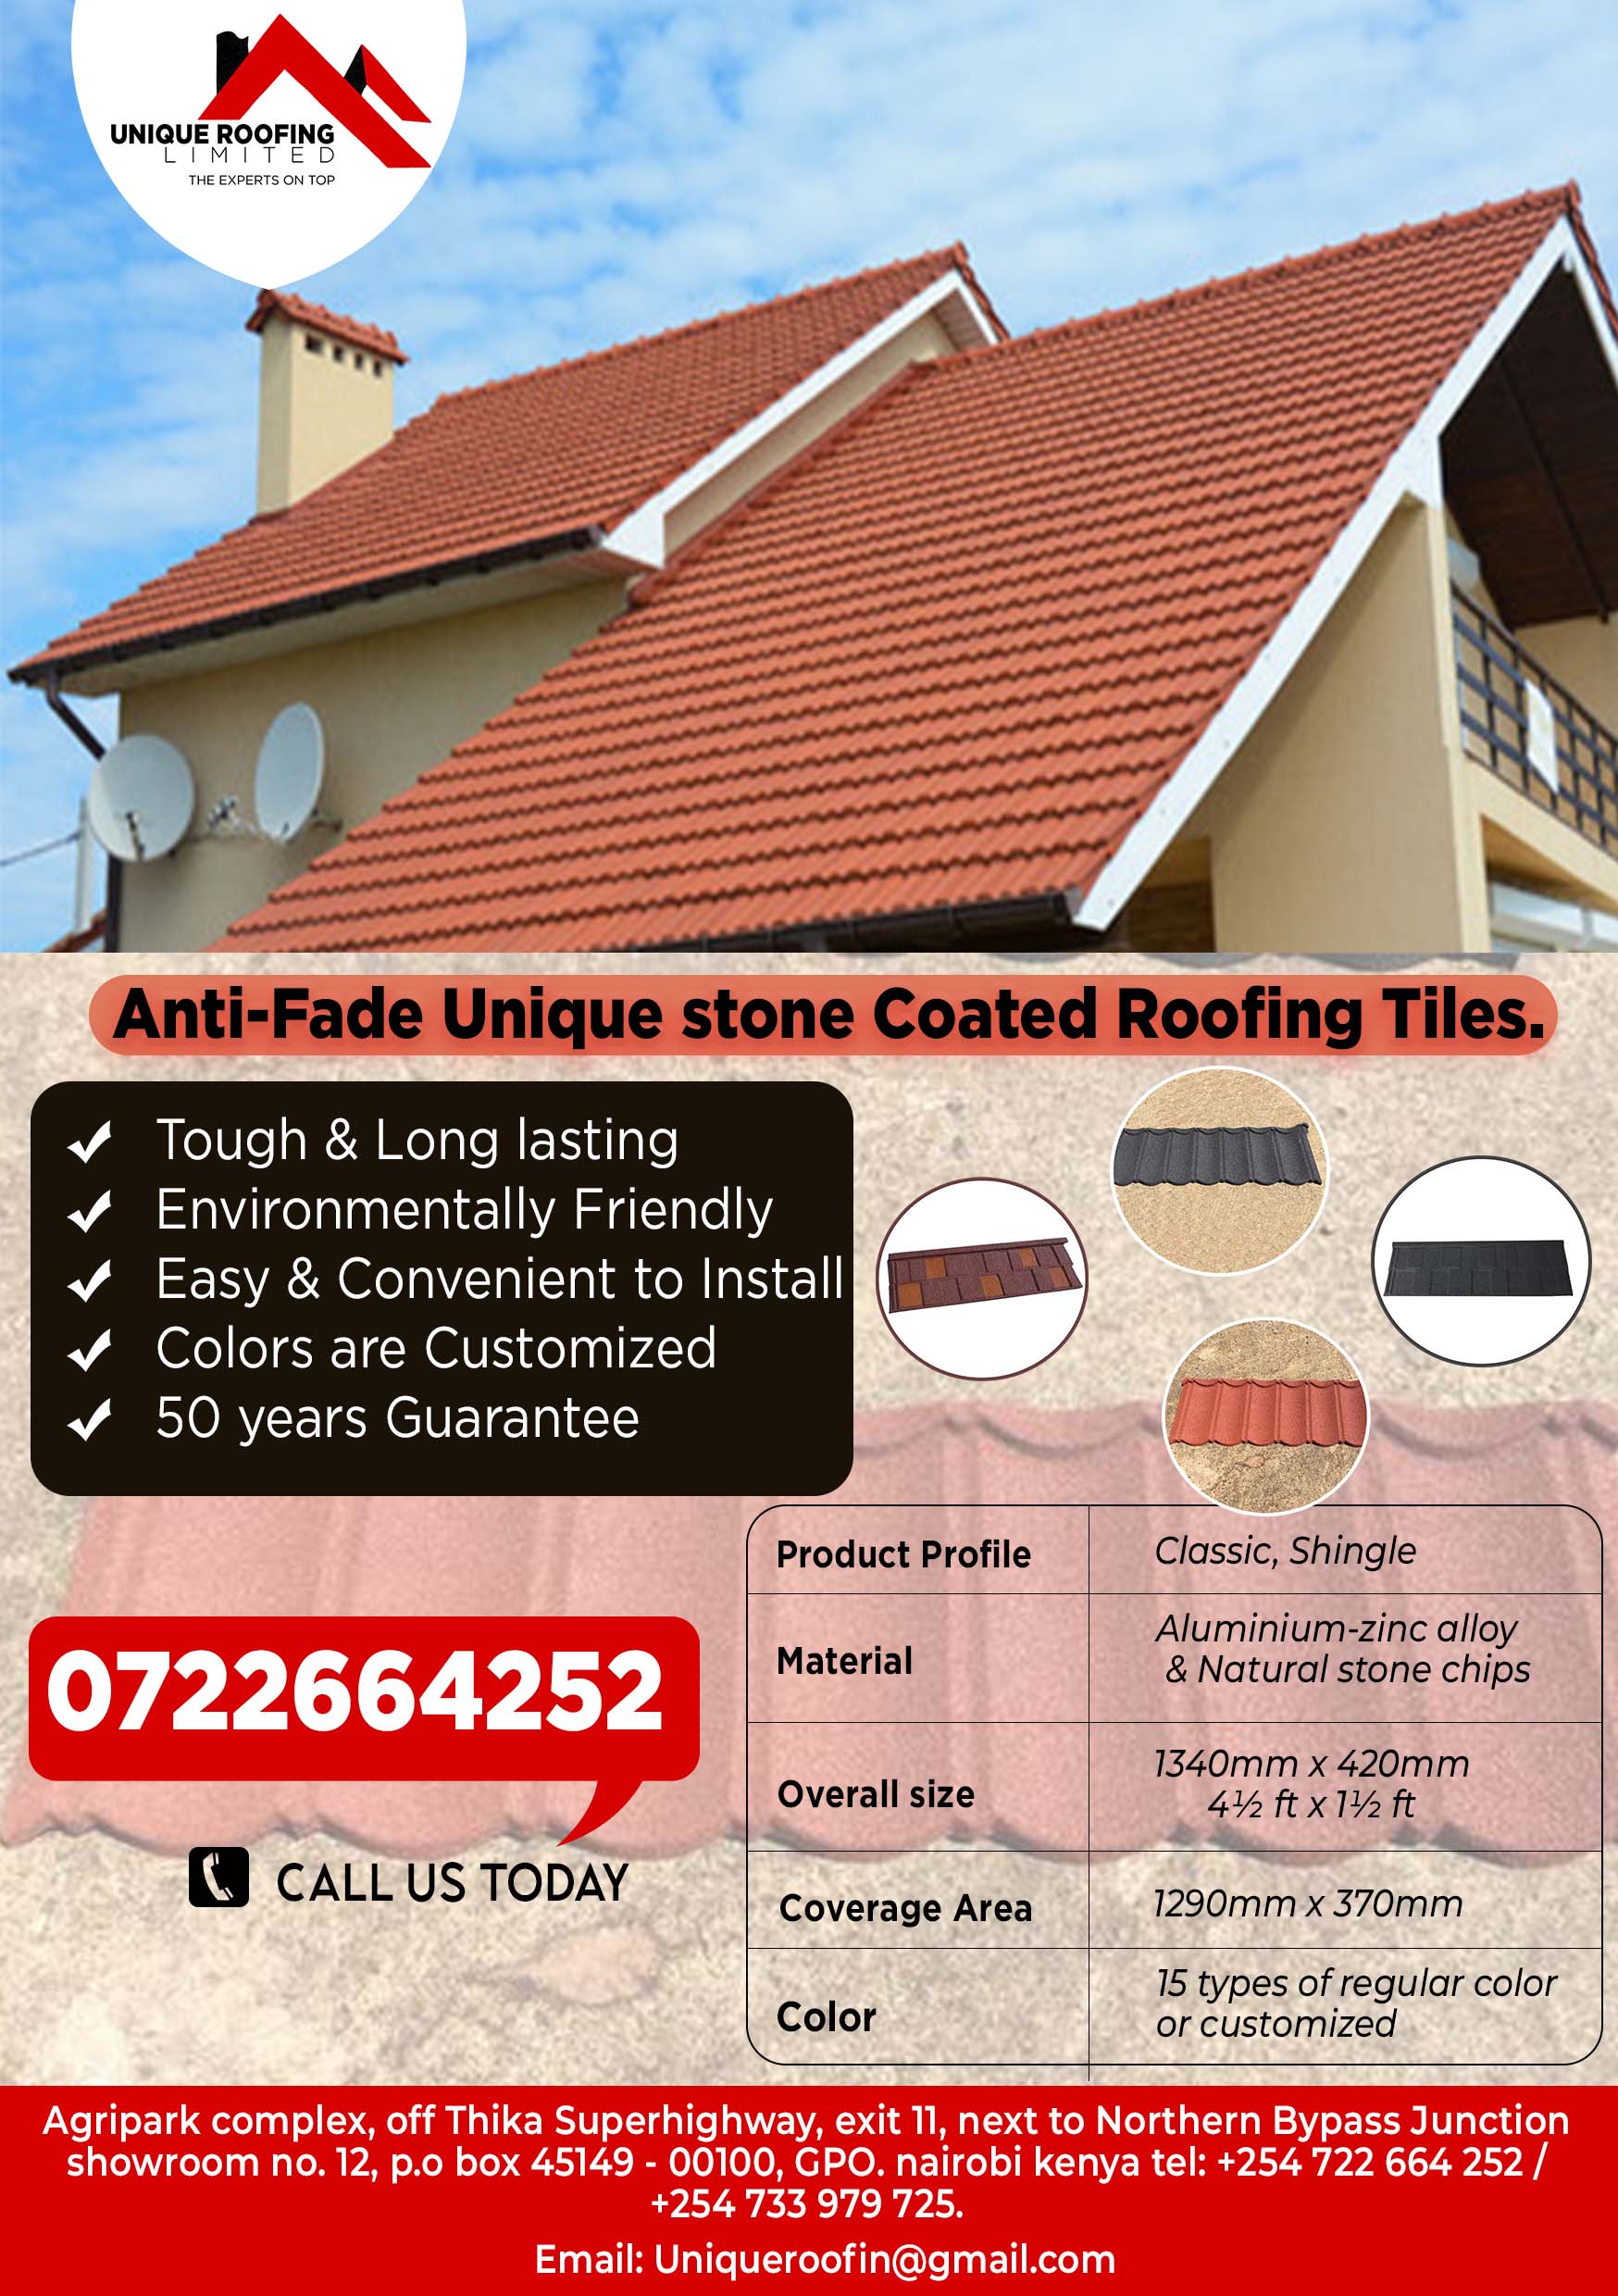 UNIQUE ROOFING
LIMITED
THE EXPERTS ON TOP
Anti-Fade Unique stone Coated Roofing Tiles.
Tough & Long lasting
Environmentally Friendly
Easy & Convenient to Install
Colors are Customized
50 years Guarantee
0722664252
CALL US TODAY
Product Profile
Classic, Shingle
Material
Aluminium-zinc alloy
& Natural stone chips
Overall size
1340mm x 420mm
4½ ft x 1½ ft
Coverage Area
1290mm x 370mm
Color
15 types of regular color
or customized
Agripark complex, off Thika Superhighway, exit 11, next to Northern Bypass Junction
showroom no. 12, p.o box 45149 - 00100, GPO. nairobi kenya tel: +254 722 664 252 /
+254 733 979 725.
Email: Uniqueroofin@gmail.com